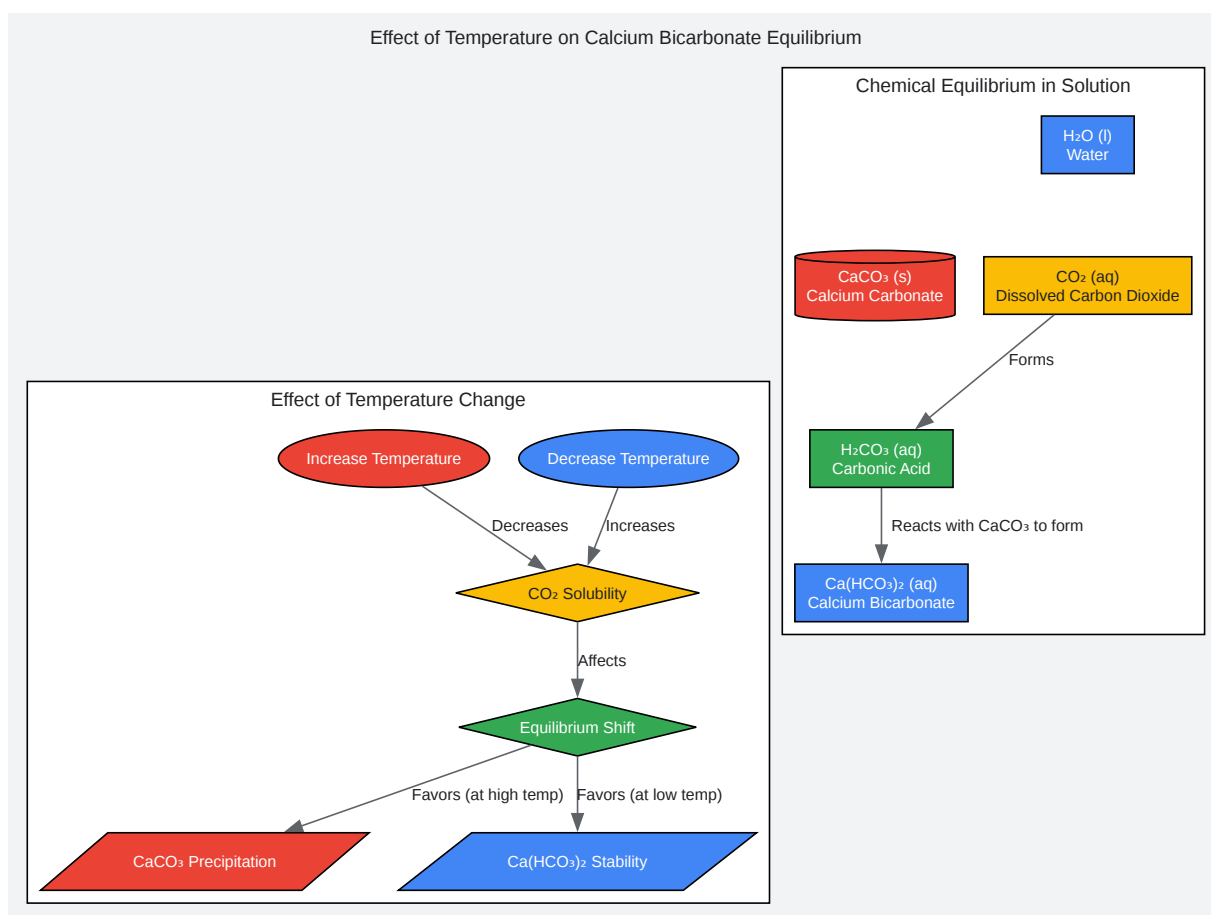 Effect of Temperature on Calcium Bicarbonate Equilibrium
Chemical Equilibrium in Solution
H₂O (l)
Water
CaCO₃ (s)
Calcium Carbonate
CO₂ (aq)
Dissolved Carbon Dioxide
Forms
H₂CO₃ (aq)
Carbonic Acid
Reacts with CaCO₃ to form
Ca(HCO₃)₂ (aq)
Calcium Bicarbonate
Effect of Temperature Change
Increase Temperature
Decrease Temperature
Decreases
Increases
CO₂ Solubility
Affects
Equilibrium Shift
Favors (at high temp)
Favors (at low temp)
CaCO₃ Precipitation
Ca(HCO₃)₂ Stability